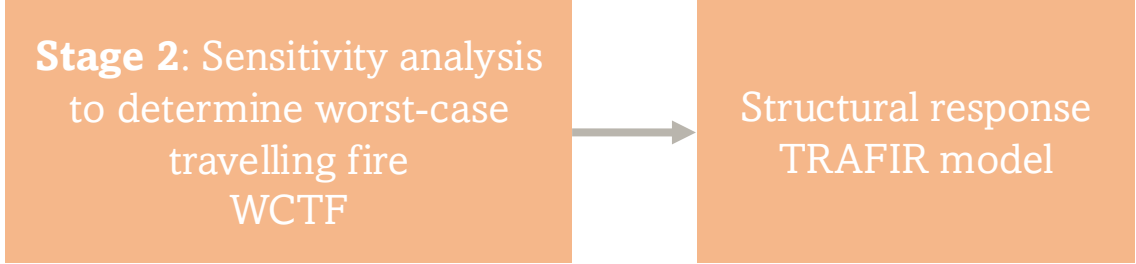 Stage 2: Sensitivity analysis
to determine worst-case
travelling fire
WCTF
Structural response
TRAFIR model